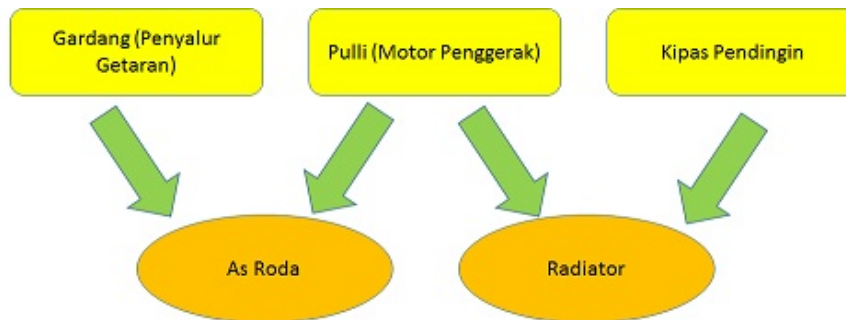 Gardang (Penyalur
Getaran)
Pulli (Motor Penggerak)
Kipas Pendingin
As Roda
Radiator